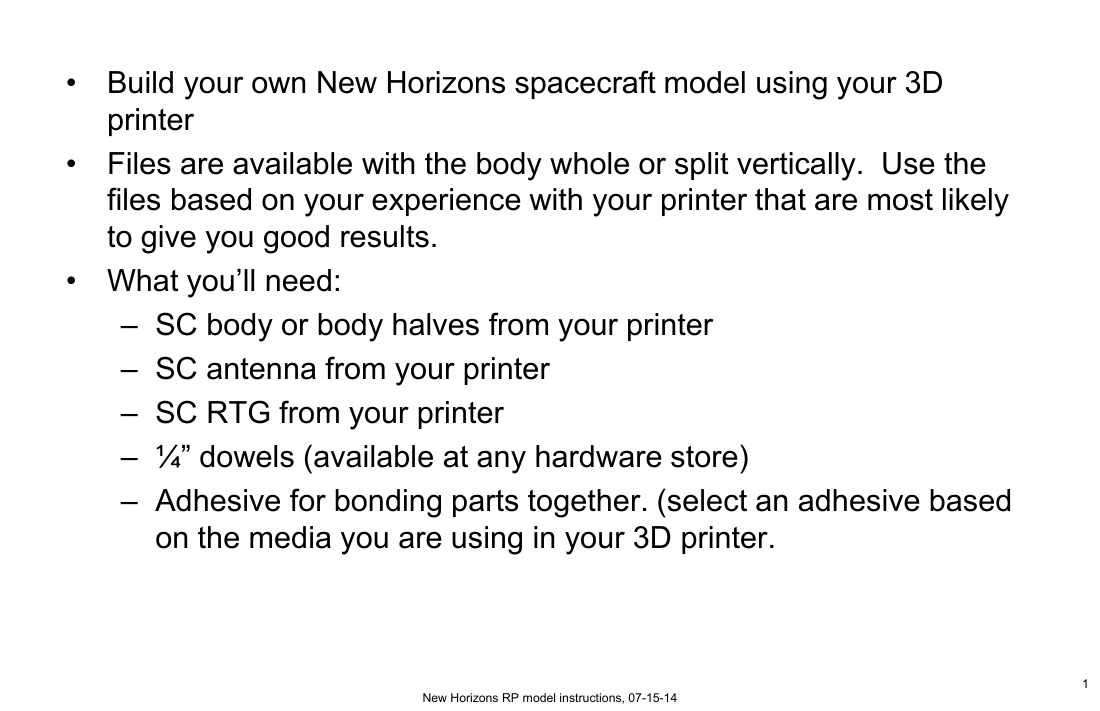 • Build your own New Horizons spacecraft model using your 3D
printer
• Files are available with the body whole or split vertically.  Use the
files based on your experience with your printer that are most likely
to give you good results.
• What you’ll need:
– SC body or body halves from your printer
– SC antenna from your printer
– SC RTG from your printer
– ¼” dowels (available at any hardware store)
– Adhesive for bonding parts together. (select an adhesive based
on the media you are using in your 3D printer.
1
New Horizons RP model instructions, 07-15-14